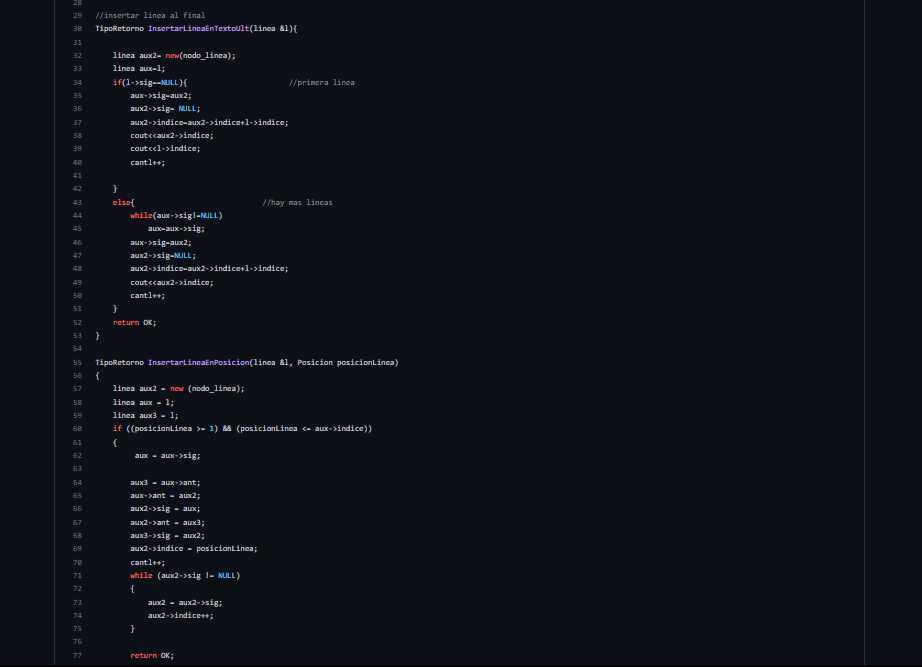 28
29 //insertar linea al final
30 TipoRetorno InsertarLineaEnTextoUlt(linea &l){
31
32 linea aux2= new(nodo_linea);
33 linea aux=l;
34 if(l->sig==NULL){ //primera linea
35 aux->sig=aux2;
36 aux2->sig= NULL;
37 aux2->indice=aux2->indice+l->indice;
38 cout<<aux2->indice;
39 cout<<l->indice;
40 cantl++;
41
42 }
43 else{ //hay mas lineas
44 while(aux->sig!=NULL)
45 aux=aux->sig;
46 aux->sig=aux2;
47 aux2->sig=NULL;
48 aux2->indice=aux2->indice+l->indice;
49 cout<<aux2->indice;
50 cantl++;
51 }
52 return OK;
53 }
54
55 TipoRetorno InsertarLineaEnPosicion(linea &l, Posicion posicionLinea)
56 {
57 linea aux2 = new (nodo_linea);
58 linea aux = l;
59 linea aux3 = l;
60 if ((posicionLinea >= 1) && (posicionLinea <= aux->indice))
61 {
62 aux = aux->sig;
63
64 aux3 = aux->ant;
65 aux->ant = aux2;
66 aux2->sig = aux;
67 aux2->ant = aux3;
68 aux3->sig = aux2;
69 aux2->indice = posicionLinea;
70 cantl++;
71 while (aux2->sig != NULL)
72 {
73 aux2 = aux2->sig;
74 aux2->indice++;
75 }
76
77 return OK;